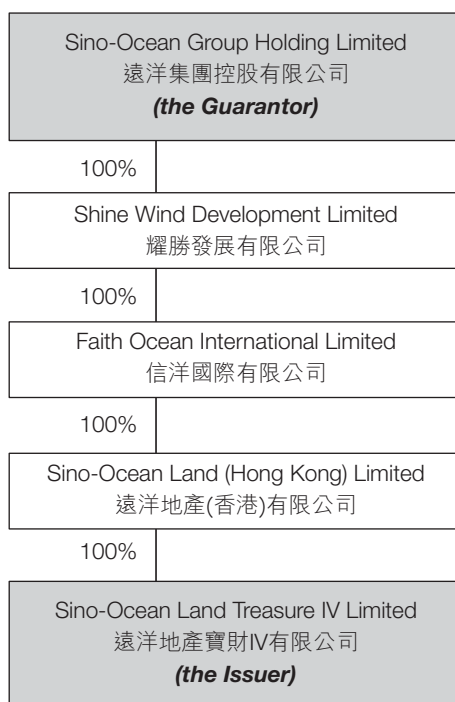 Sino-Ocean Group Holding Limited
遠洋集團控股有限公司
(the Guarantor)
100%
Shine Wind Development Limited
耀勝發展有限公司
100%
Faith Ocean International Limited
信洋國際有限公司
100%
Sino-Ocean Land (Hong Kong) Limited
遠洋地產(香港)有限公司
100%
Sino-Ocean Land Treasure IV Limited
遠洋地產寶財IV有限公司
(the Issuer)